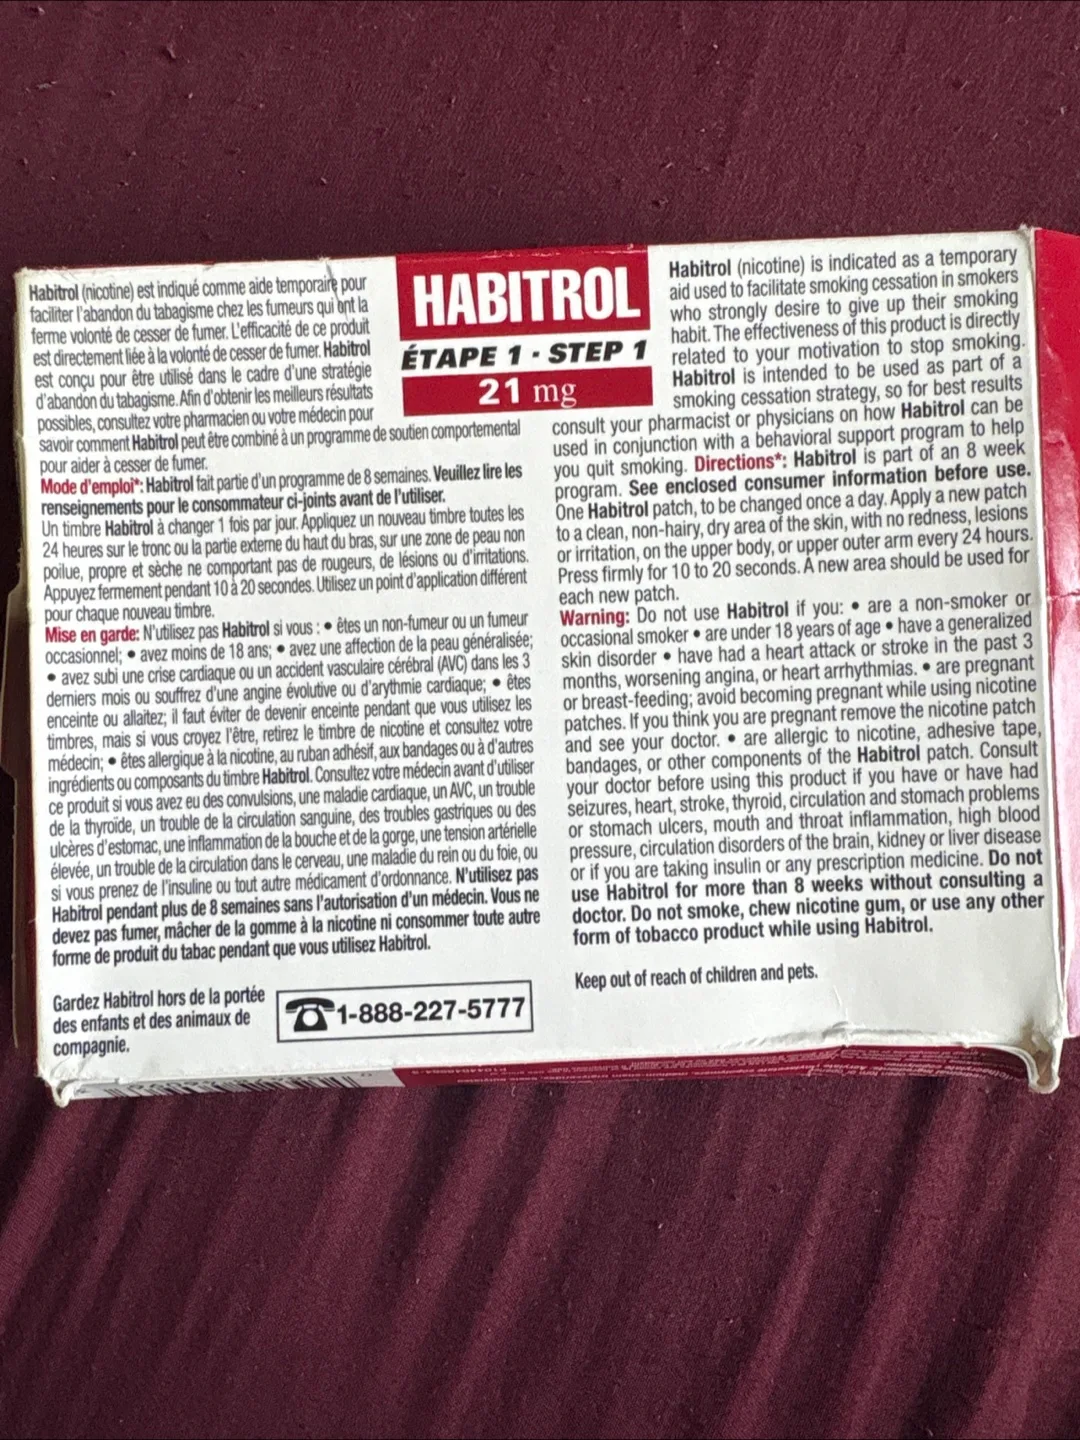 Habitrol (nicotine) est indiqué comme aide temporaire pour
faciliter l'abandon du tabagisme chez les fumeurs qui ont la
ferme volonté de cesser de fumer. L'efficacité de ce produit
est directement liée à la volonté de cesser de fumer. Habitrol
est conçu pour être utilisé dans le cadre d'une stratégie
d'abandon du tabagisme. Afin d'obtenir les meilleurs résultats
possibles, consultez votre pharmacien ou votre médecin pour
savoir comment Habitrol peut être combiné à un programme de soutien comportemental
pour aider à cesser de fumer.
Mode d'emploi*: Habitrol fait partie d'un programme de 8 semaines. Veuillez lire les
renseignements pour le consommateur ci-joints avant de l'utiliser.
Un timbre Habitrol à changer 1 fois par jour. Appliquez un nouveau timbre toutes les
24 heures sur le tronc ou la partie externe du haut du bras, sur une zone de peau non
poilue, propre et sèche ne comportant pas de rougeurs, de lésions ou d'irritations.
Appuyez fermement pendant 10 à 20 secondes. Utilisez un point d'application différent
pour chaque nouveau timbre.
Mise en garde: N'utilisez pas Habitrol si vous : • êtes un non-fumeur ou un fumeur
occasionnel; • avez moins de 18 ans; • avez une affection de la peau généralisée;
• avez subi une crise cardiaque ou un accident vasculaire cérébral (AVC) dans les 3
derniers mois ou souffrez d'une angine évolutive ou d'arythmie cardiaque; • êtes
enceinte ou allaitez; il faut éviter de devenir enceinte pendant que vous utilisez les
timbres, mais si vous croyez l'être, retirez le timbre de nicotine et consultez votre
médecin; • êtes allergique à la nicotine, au ruban adhésif, aux bandages ou à d'autres
ingrédients ou composants du timbre Habitrol. Consultez votre médecin avant d'utiliser
ce produit si vous avez eu des convulsions, une maladie cardiaque, un AVC, un trouble
de la thyroïde, un trouble de la circulation sanguine, des troubles gastriques ou des
ulcères d'estomac, une inflammation de la bouche et de la gorge, une tension artérielle
élevée, un trouble de la circulation dans le cerveau, une maladie du rein ou du foie, ou
si vous prenez de l'insuline ou tout autre médicament d'ordonnance. N'utilisez pas
Habitrol pendant plus de 8 semaines sans l'autorisation d'un médecin. Vous ne
devez pas fumer, mâcher de la gomme à la nicotine ni consommer toute autre
forme de produit du tabac pendant que vous utilisez Habitrol.
Gardez Habitrol hors de la portée
des enfants et des animaux de
compagnie.
1-888-227-5777
HABITROL
ÉTAPE 1 · STEP 1
21 mg
Habitrol (nicotine) is indicated as a temporary
aid used to facilitate smoking cessation in smokers
who strongly desire to give up their smoking
habit. The effectiveness of this product is directly
related to your motivation to stop smoking.
Habitrol is intended to be used as part of a
smoking cessation strategy, so for best results
consult your pharmacist or physicians on how Habitrol can be
used in conjunction with a behavioral support program to help
you quit smoking. Directions*: Habitrol is part of an 8 week
program. See enclosed consumer information before use.
One Habitrol patch, to be changed once a day. Apply a new patch
to a clean, non-hairy, dry area of the skin, with no redness, lesions
or irritation, on the upper body, or upper outer arm every 24 hours.
Press firmly for 10 to 20 seconds. A new area should be used for
each new patch.
Warning: Do not use Habitrol if you: • are a non-smoker or
occasional smoker • are under 18 years of age • have a generalized
skin disorder • have had a heart attack or stroke in the past 3
months, worsening angina, or heart arrhythmias. • are pregnant
or breast-feeding; avoid becoming pregnant while using nicotine
patches. If you think you are pregnant remove the nicotine patch
and see your doctor. • are allergic to nicotine, adhesive tape,
bandages, or other components of the Habitrol patch. Consult
your doctor before using this product if you have or have had
seizures, heart, stroke, thyroid, circulation and stomach problems
or stomach ulcers, mouth and throat inflammation, high blood
pressure, circulation disorders of the brain, kidney or liver disease
or if you are taking insulin or any prescription medicine. Do not
use Habitrol for more than 8 weeks without consulting a
doctor. Do not smoke, chew nicotine gum, or use any other
form of tobacco product while using Habitrol.
Keep out of reach of children and pets.